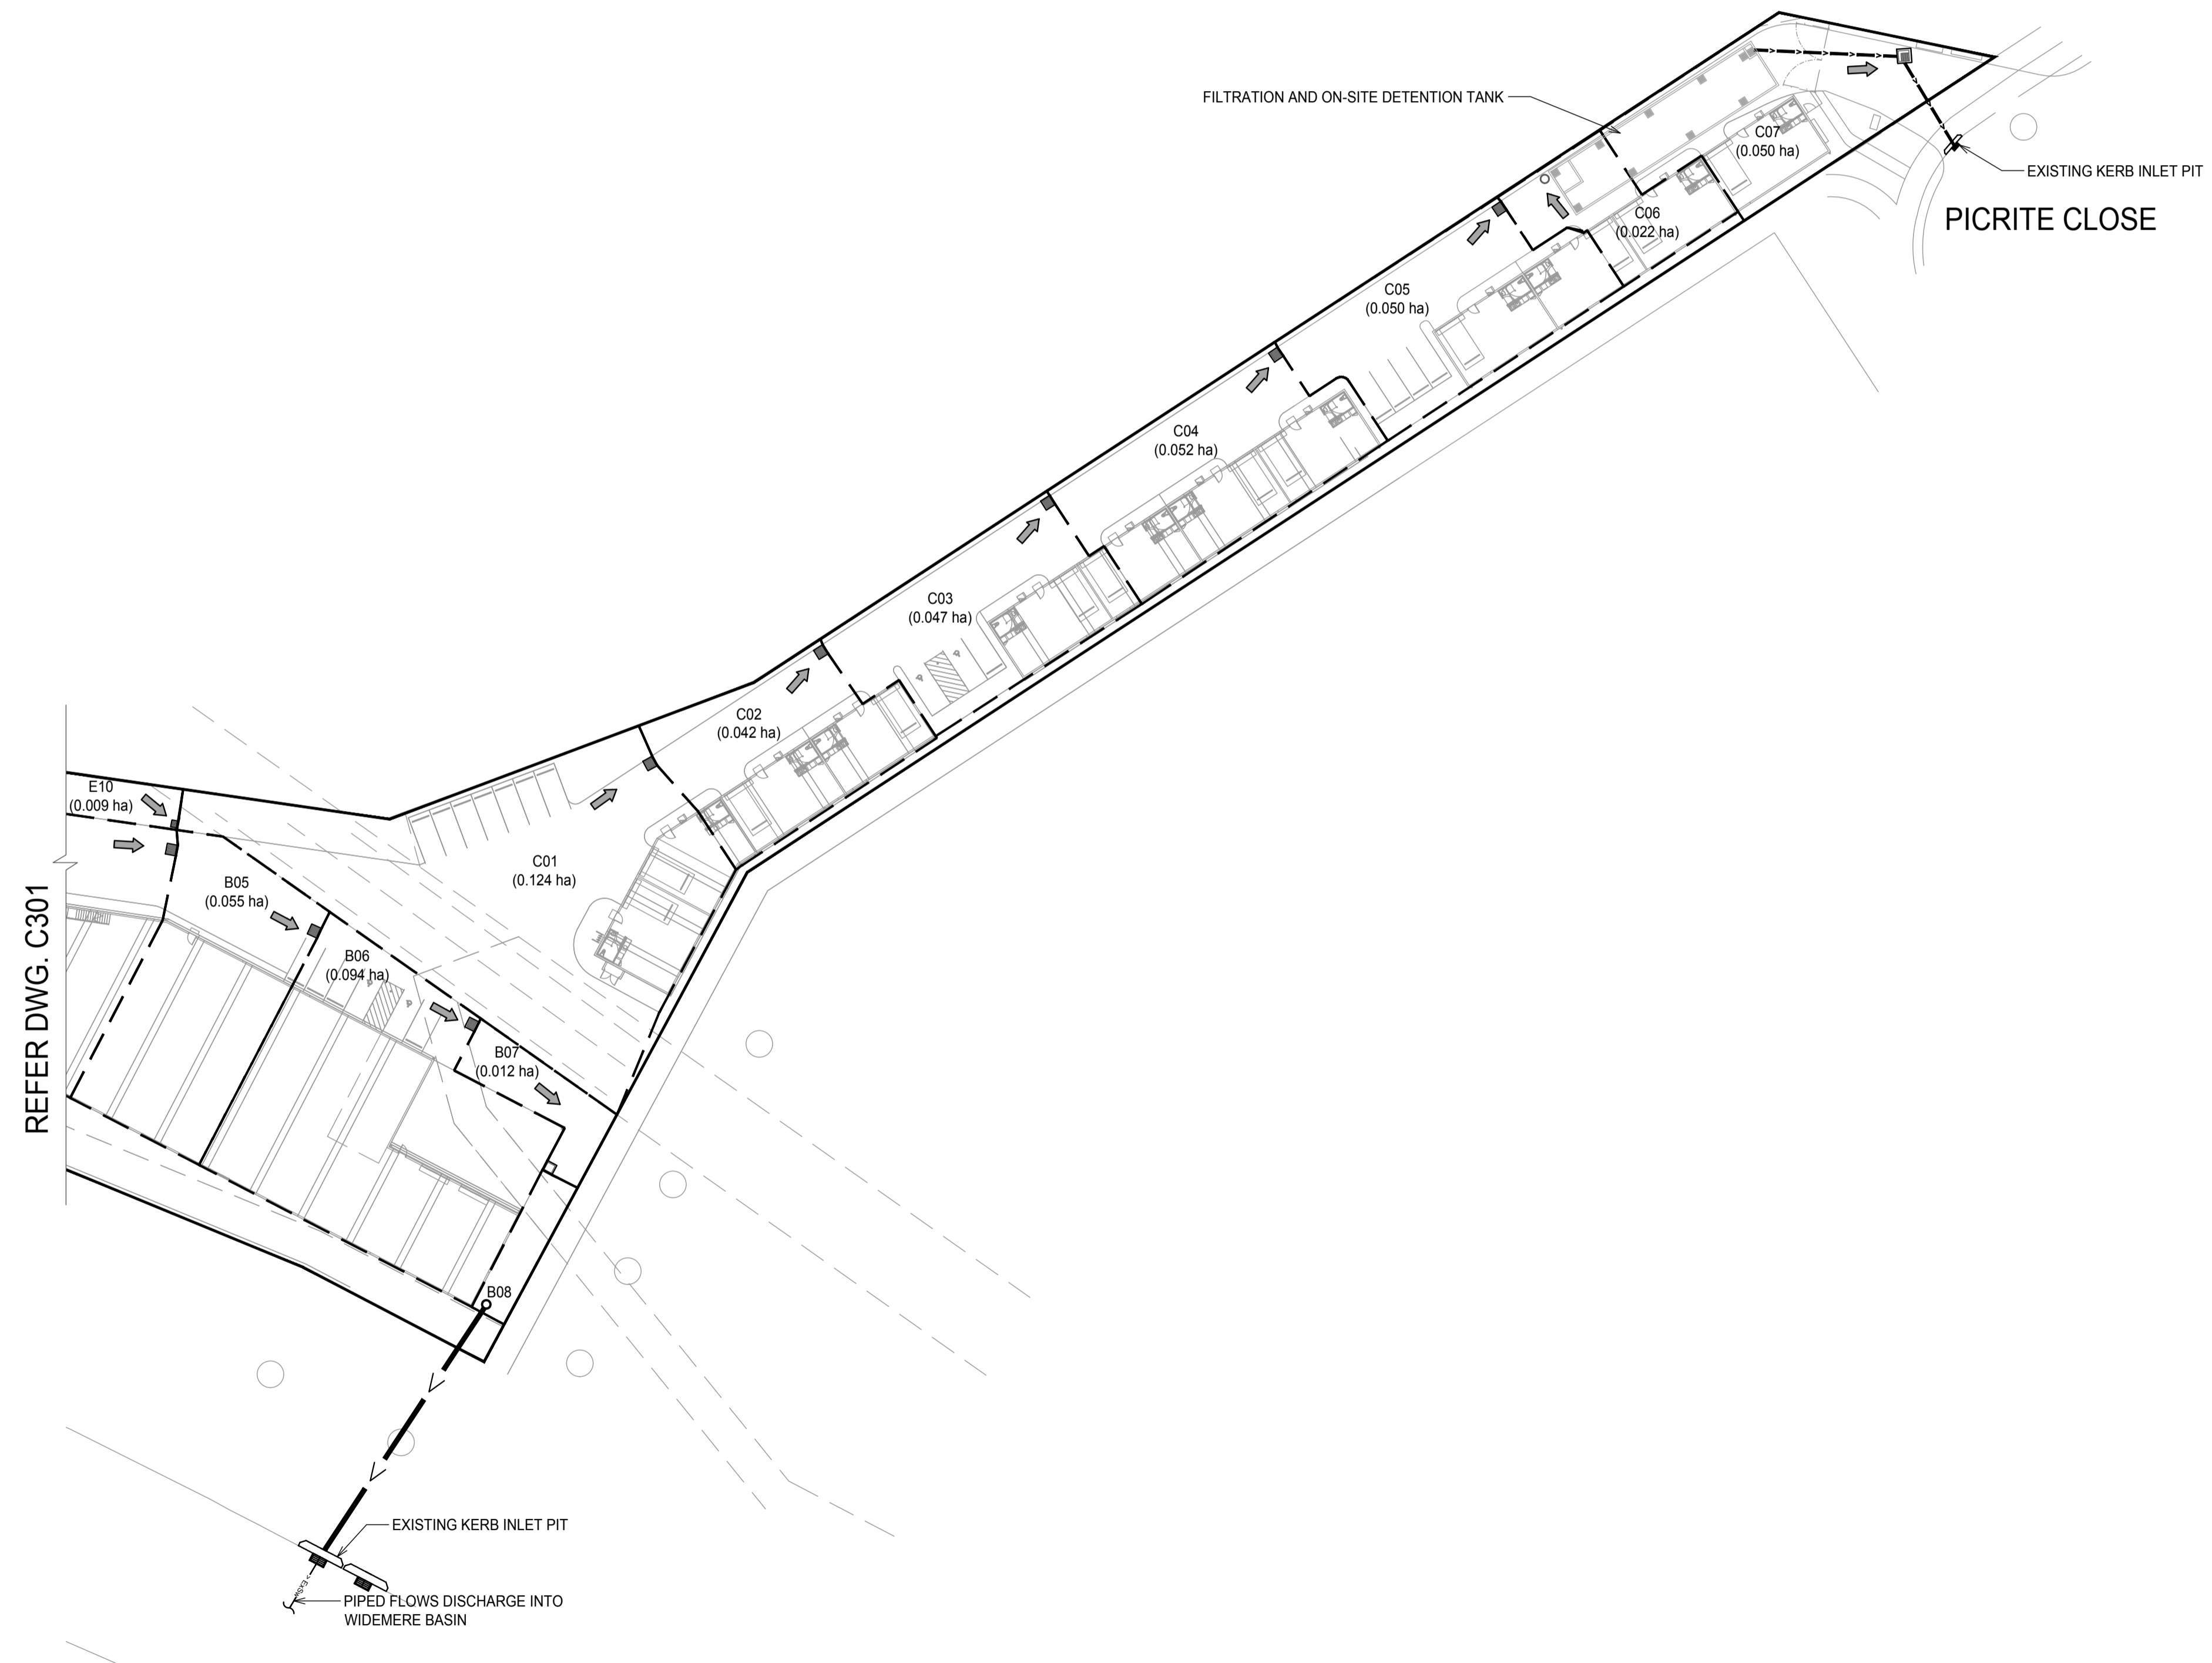 FILTRATION AND ON-SITE DETENTION TANK
C07
(0.050 ha)
EXISTING KERB INLET PIT
PICRITE CLOSE
C06
(0.022 ha)
C05
(0.050 ha)
C04
(0.052 ha)
C03
(0.047 ha)
C02
(0.042 ha)
E10
(0.009 ha)
C01
(0.124 ha)
B05
(0.055 ha)
REFER DWG. C301
B06
(0.094 ha)
B07
(0.012 ha)
B08
EXISTING KERB INLET PIT
PIPED FLOWS DISCHARGE INTO
WIDEMERE BASIN